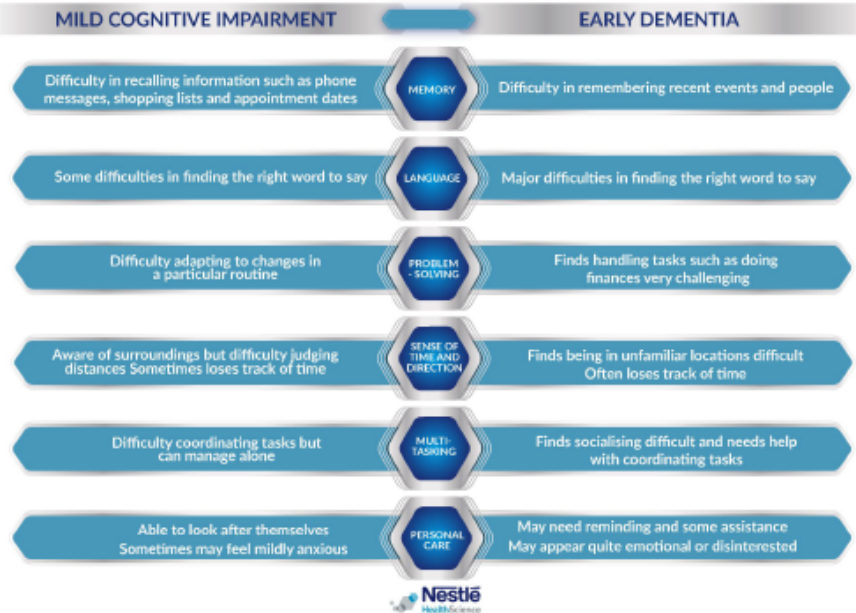 MILD COGNITIVE IMPAIRMENT
EARLY DEMENTIA
Difficulty in recalling information such as phone
messages, shopping lists and appointment dates
MEMORY
Difficulty in remembering recent events and people
Some difficulties in finding the right word to say
LANGUAGE
Major difficulties in finding the right word to say
Difficulty adapting to changes in
a particular routine
PROBLEM
- SOLVING
Finds handling tasks such as doing
finances very challenging
Aware of surroundings but difficulty judging
distances Sometimes loses track of time
SENSE OF
TIME AND
DIRECTION
Finds being in unfamiliar locations difficult
Often loses track of time
Difficulty coordinating tasks but
can manage alone
MULTI-
TASKING
Finds socialising difficult and needs help
with coordinating tasks
Able to look after themselves
Sometimes may feel mildly anxious
PERSONAL
CARE
May need reminding and some assistance
May appear quite emotional or disinterested
Nestlé
HealthScience